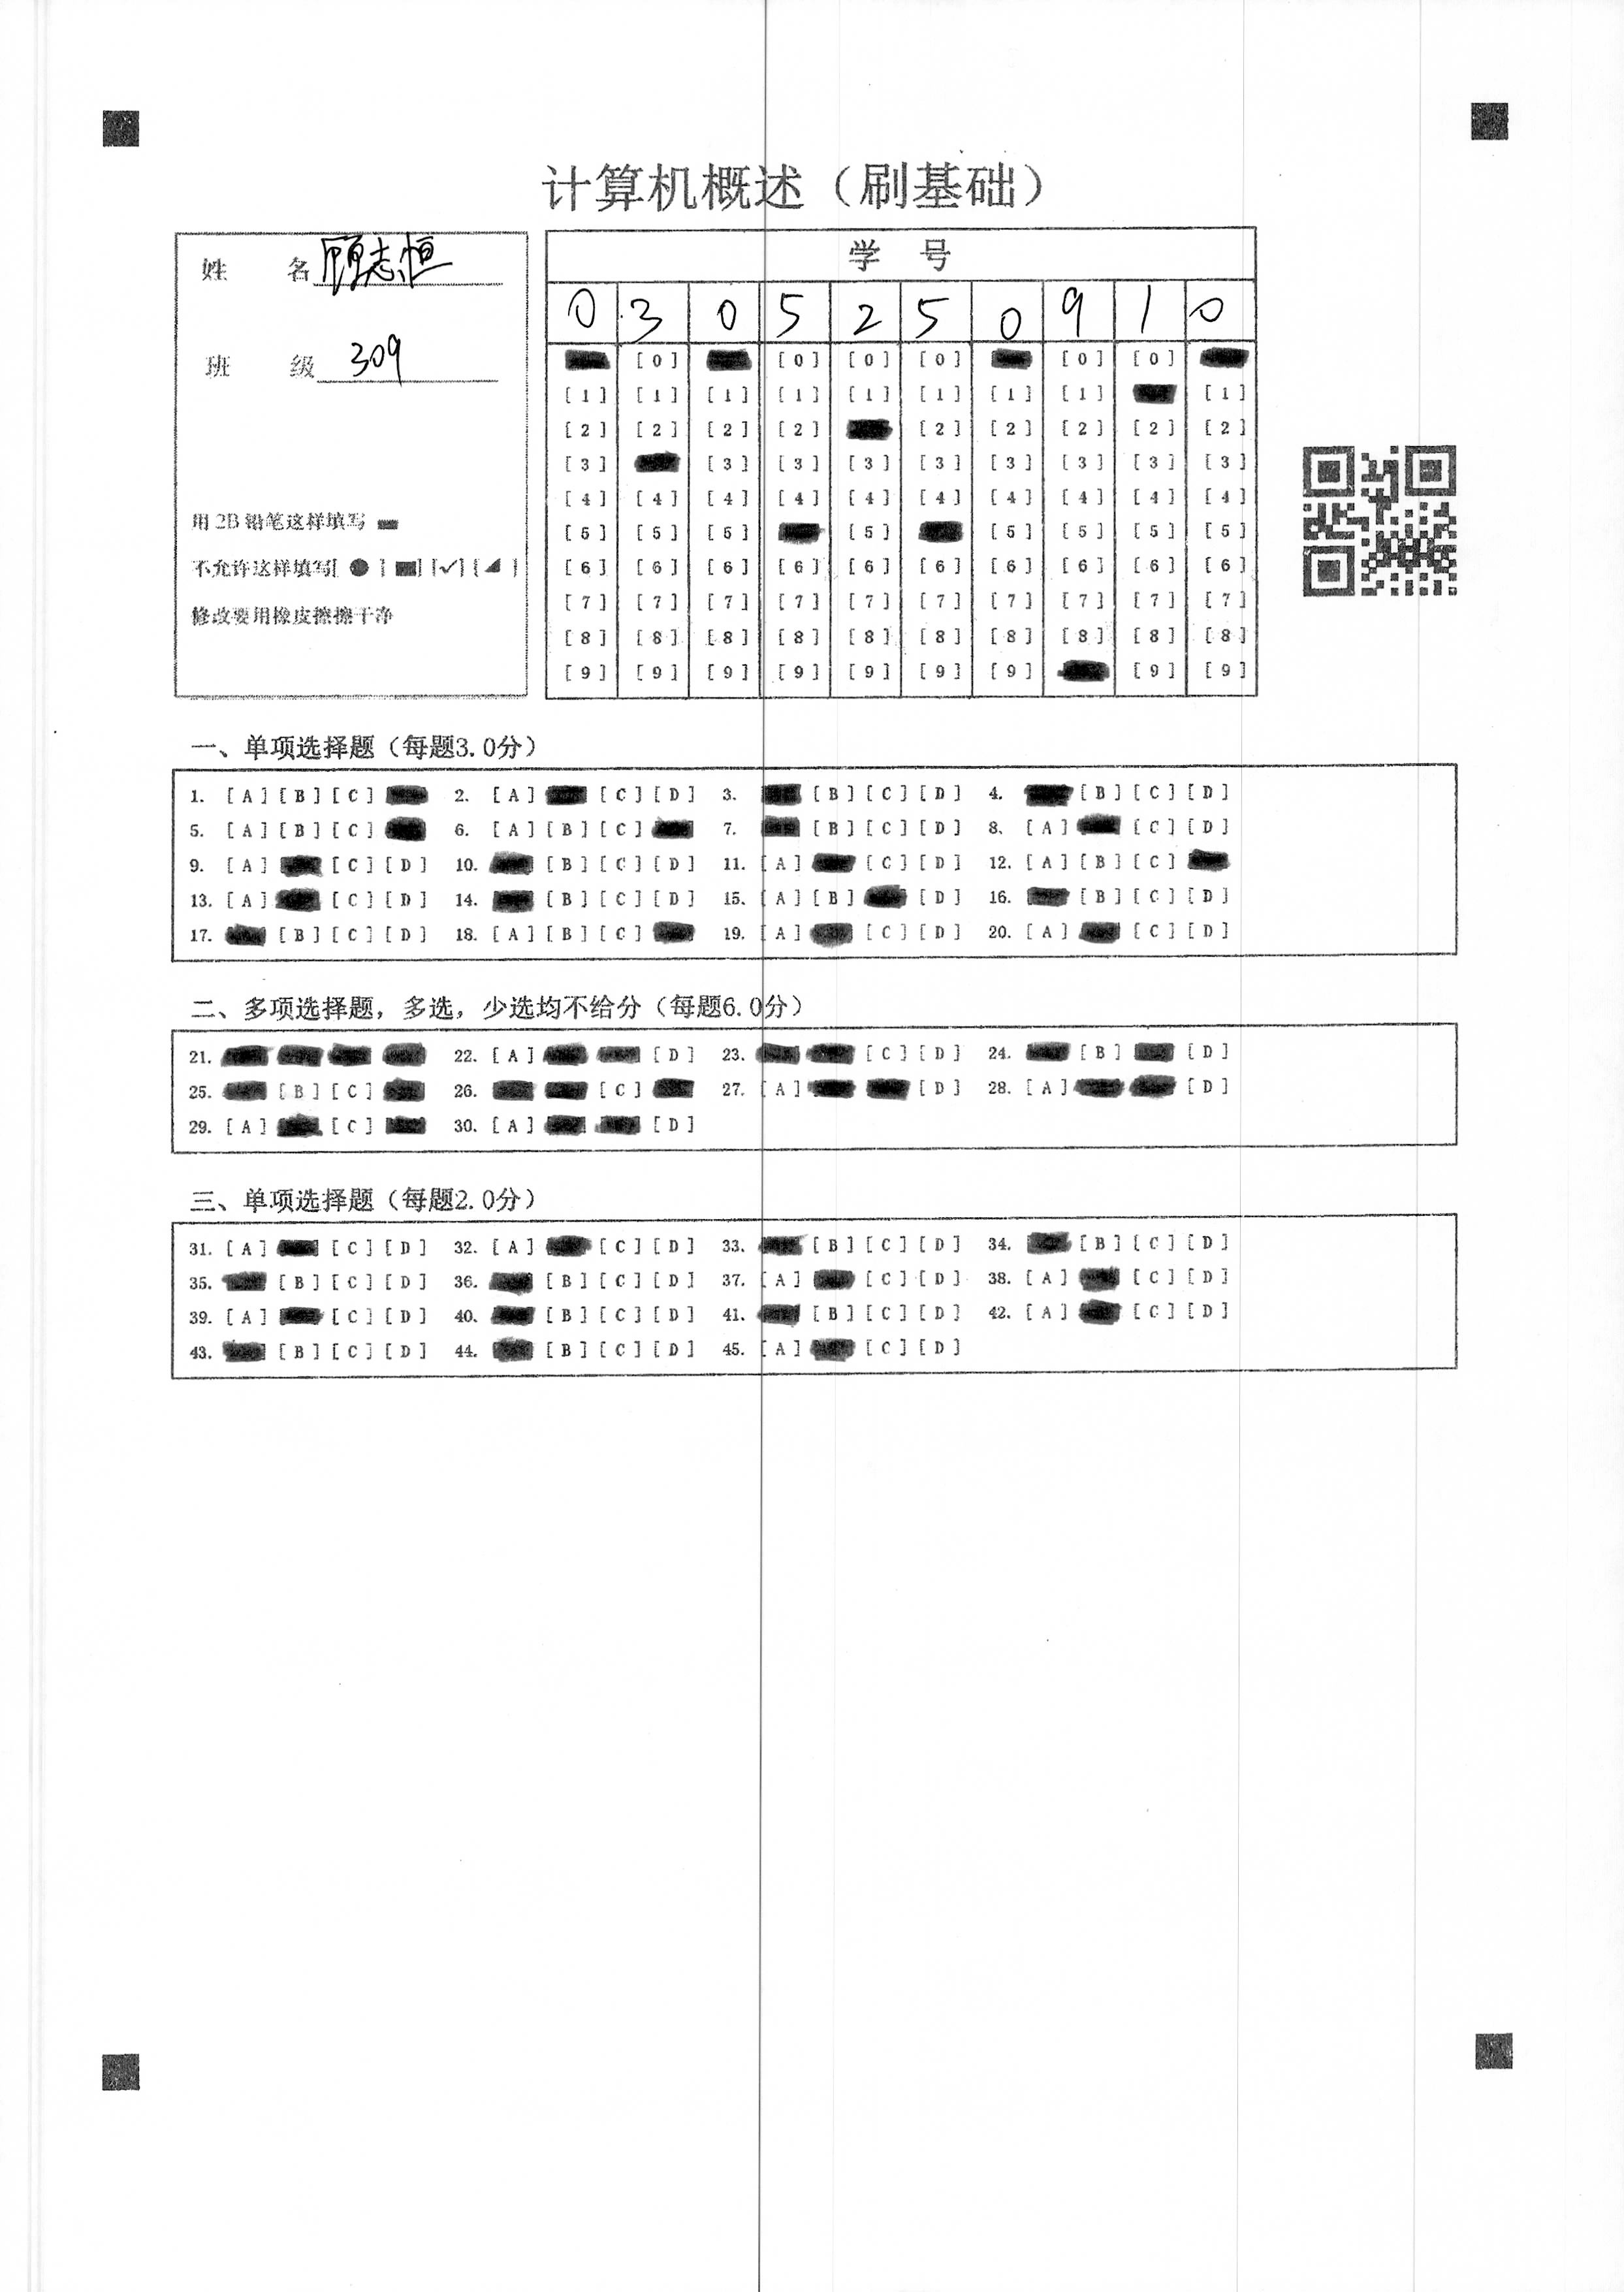 计算机概述（刷基础）
姓 名 顾志恒
班 级 309
用 2B 铅笔这样填写
不允许这样填写[ ● ] [ ■ ] [ ✓ ] [ ◢ ]
修改要用橡皮擦擦干净
学 号
0 3 0 5 2 5 0 9 1 0
[0] [0] [0] [0] [0] [0]
[1] [1] [1] [1] [1] [1] [1] [1] [1]
[2] [2] [2] [2] [2] [2] [2] [2] [2]
[3] [3] [3] [3] [3] [3] [3] [3] [3]
[4] [4] [4] [4] [4] [4] [4] [4] [4] [4]
[5] [5] [5] [5] [5] [5] [5] [5]
[6] [6] [6] [6] [6] [6] [6] [6] [6] [6]
[7] [7] [7] [7] [7] [7] [7] [7] [7] [7]
[8] [8] [8] [8] [8] [8] [8] [8] [8] [8]
[9] [9] [9] [9] [9] [9] [9] [9] [9]
一、单项选择题（每题3.0分）
1. [A] [B] [C] 2. [A] [C] [D] 3. [B] [C] [D] 4. [B] [C] [D]
5. [A] [B] [C] 6. [A] [B] [C] 7. [B] [C] [D] 8. [A] [C] [D]
9. [A] [C] [D] 10. [B] [C] [D] 11. [A] [C] [D] 12. [A] [B] [C]
13. [A] [C] [D] 14. [B] [C] [D] 15. [A] [B] [D] 16. [B] [C] [D]
17. [B] [C] [D] 18. [A] [B] [C] 19. [A] [C] [D] 20. [A] [C] [D]
二、多项选择题，多选，少选均不给分（每题6.0分）
21. 22. [A] [D] 23. [C] [D] 24. [B] [D]
25. [B] [C] 26. [C] 27. [A] [D] 28. [A] [D]
29. [A] [C] 30. [A] [D]
三、单项选择题（每题2.0分）
31. [A] [C] [D] 32. [A] [C] [D] 33. [B] [C] [D] 34. [B] [C] [D]
35. [B] [C] [D] 36. [B] [C] [D] 37. [A] [C] [D] 38. [A] [C] [D]
39. [A] [C] [D] 40. [B] [C] [D] 41. [B] [C] [D] 42. [A] [C] [D]
43. [B] [C] [D] 44. [B] [C] [D] 45. [A] [C] [D]